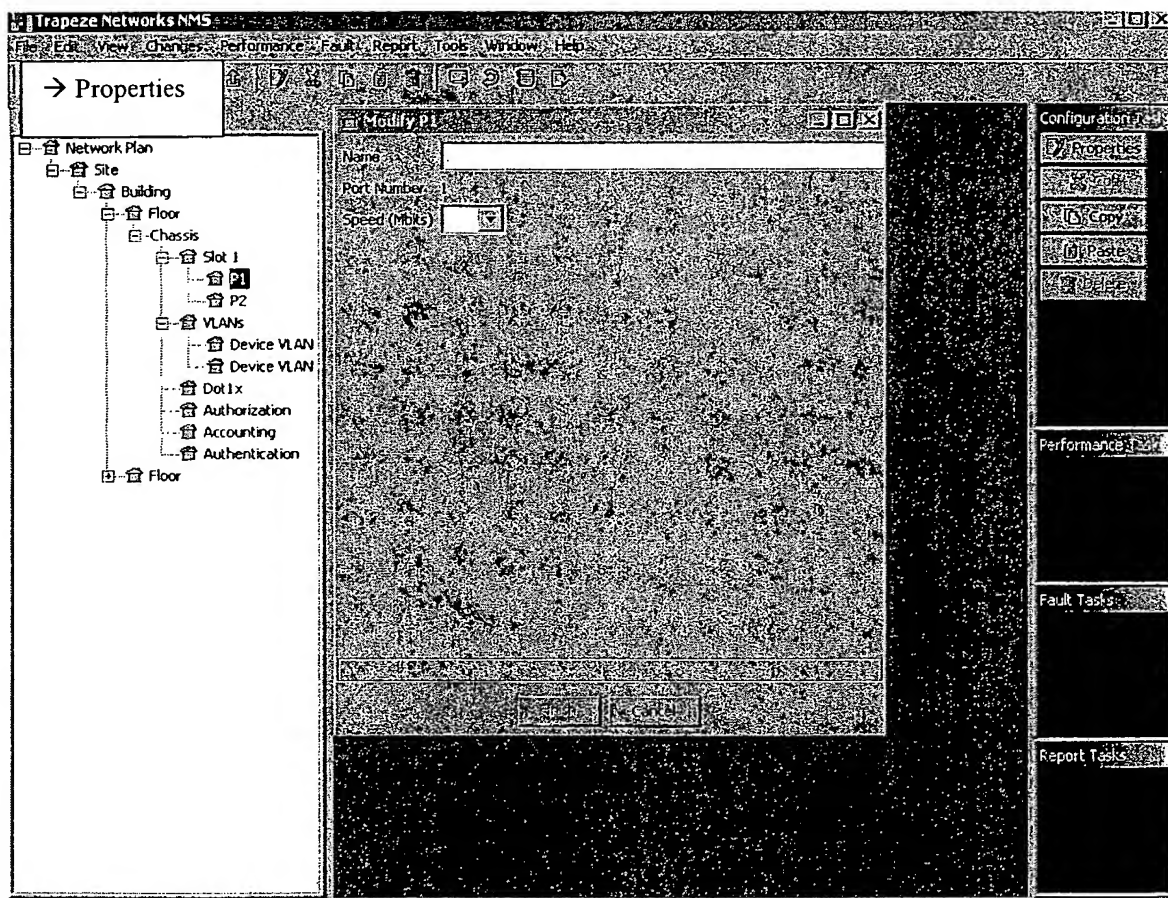 Trapeze Networks NMS
File Edit View Changes Performance Fault Report Tools Window Help
→ Properties
Network Plan
Site
Building
Floor
Chassis
Slot 1
P1
P2
VLANs
Device VLAN
Device VLAN
Dot1x
Authorization
Accounting
Authentication
Floor
Modify P1
Name
Port Number 1
Speed (Mbits)
Cancel
Configuration Tasks
Properties
Copy
Paste
Delete
Performance
Fault Tasks
Report Tasks